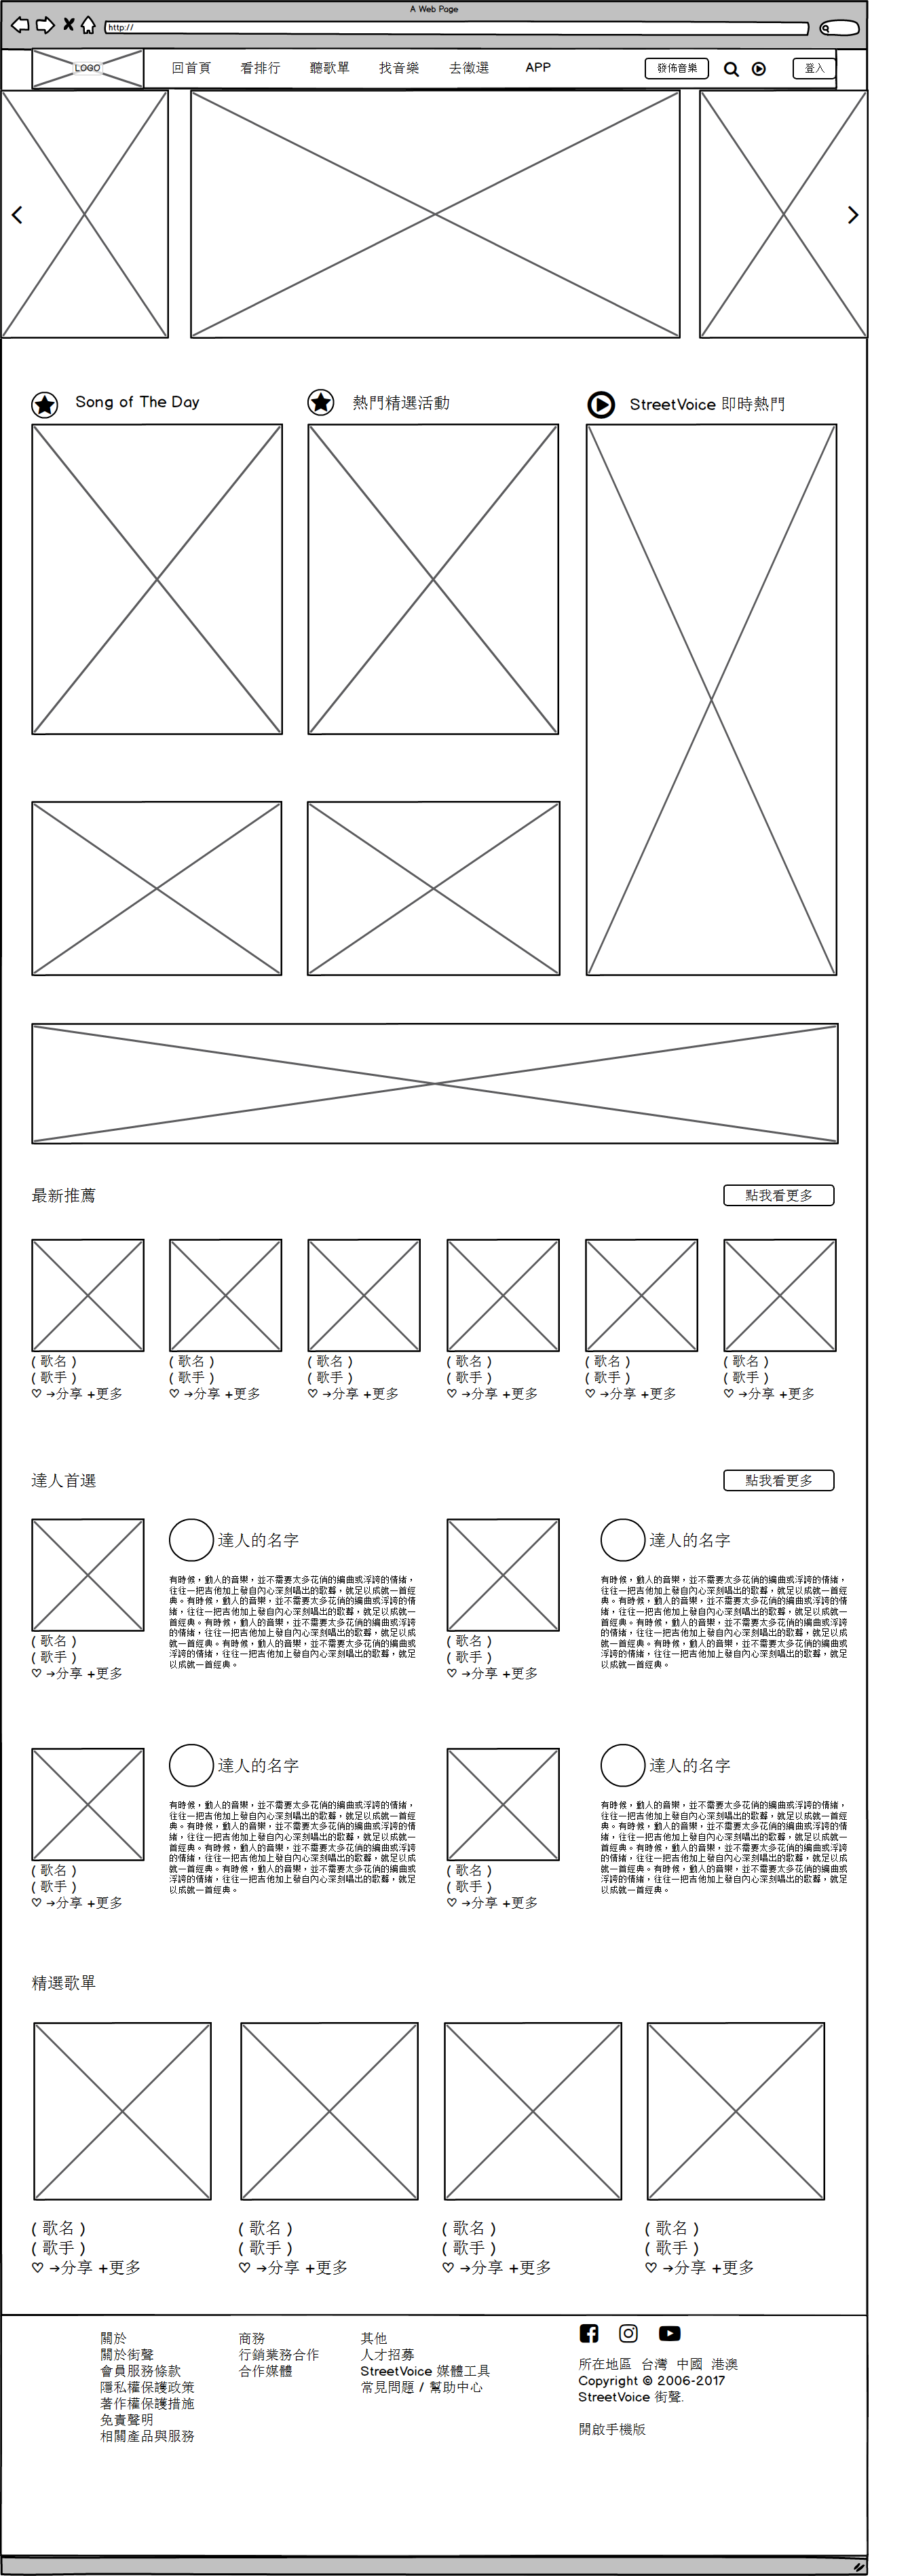 A Web Page
http://
LOGO
回首頁 看排行 聽歌單 找音樂 去徵選 APP 發佈音樂 登入
Song of The Day
熱門精選活動
StreetVoice 即時熱門
最新推薦
點我看更多
( 歌名 ) ( 歌名 ) ( 歌名 ) ( 歌名 ) ( 歌名 ) ( 歌名 )
( 歌手 ) ( 歌手 ) ( 歌手 ) ( 歌手 ) ( 歌手 ) ( 歌手 )
♡ →分享 +更多 ♡ →分享 +更多 ♡ →分享 +更多 ♡ →分享 +更多 ♡ →分享 +更多 ♡ →分享 +更多
達人首選
點我看更多
( 歌名 )
( 歌手 )
♡ →分享 +更多
達人的名字
有時候，動人的音樂，並不需要太多花俏的編曲或浮誇的情緒，
往往一把吉他加上發自內心深刻唱出的歌聲，就足以成就一首經
典。有時候，動人的音樂，並不需要太多花俏的編曲或浮誇的情
緒，往往一把吉他加上發自內心深刻唱出的歌聲，就足以成就一
首經典。有時候，動人的音樂，並不需要太多花俏的編曲或浮誇
的情緒，往往一把吉他加上發自內心深刻唱出的歌聲，就足以成
就一首經典。有時候，動人的音樂，並不需要太多花俏的編曲或
浮誇的情緒，往往一把吉他加上發自內心深刻唱出的歌聲，就足
以成就一首經典。
( 歌名 )
( 歌手 )
♡ →分享 +更多
達人的名字
有時候，動人的音樂，並不需要太多花俏的編曲或浮誇的情緒，
往往一把吉他加上發自內心深刻唱出的歌聲，就足以成就一首經
典。有時候，動人的音樂，並不需要太多花俏的編曲或浮誇的情
緒，往往一把吉他加上發自內心深刻唱出的歌聲，就足以成就一
首經典。有時候，動人的音樂，並不需要太多花俏的編曲或浮誇
的情緒，往往一把吉他加上發自內心深刻唱出的歌聲，就足以成
就一首經典。有時候，動人的音樂，並不需要太多花俏的編曲或
浮誇的情緒，往往一把吉他加上發自內心深刻唱出的歌聲，就足
以成就一首經典。
( 歌名 )
( 歌手 )
♡ →分享 +更多
達人的名字
有時候，動人的音樂，並不需要太多花俏的編曲或浮誇的情緒，
往往一把吉他加上發自內心深刻唱出的歌聲，就足以成就一首經
典。有時候，動人的音樂，並不需要太多花俏的編曲或浮誇的情
緒，往往一把吉他加上發自內心深刻唱出的歌聲，就足以成就一
首經典。有時候，動人的音樂，並不需要太多花俏的編曲或浮誇
的情緒，往往一把吉他加上發自內心深刻唱出的歌聲，就足以成
就一首經典。有時候，動人的音樂，並不需要太多花俏的編曲或
浮誇的情緒，往往一把吉他加上發自內心深刻唱出的歌聲，就足
以成就一首經典。
( 歌名 )
( 歌手 )
♡ →分享 +更多
達人的名字
有時候，動人的音樂，並不需要太多花俏的編曲或浮誇的情緒，
往往一把吉他加上發自內心深刻唱出的歌聲，就足以成就一首經
典。有時候，動人的音樂，並不需要太多花俏的編曲或浮誇的情
緒，往往一把吉他加上發自內心深刻唱出的歌聲，就足以成就一
首經典。有時候，動人的音樂，並不需要太多花俏的編曲或浮誇
的情緒，往往一把吉他加上發自內心深刻唱出的歌聲，就足以成
就一首經典。有時候，動人的音樂，並不需要太多花俏的編曲或
浮誇的情緒，往往一把吉他加上發自內心深刻唱出的歌聲，就足
以成就一首經典。
精選歌單
( 歌名 ) ( 歌名 ) ( 歌名 ) ( 歌名 )
( 歌手 ) ( 歌手 ) ( 歌手 ) ( 歌手 )
♡ →分享 +更多 ♡ →分享 +更多 ♡ →分享 +更多 ♡ →分享 +更多
關於
關於街聲
會員服務條款
隱私權保護政策
著作權保護措施
免責聲明
相關產品與服務
商務
行銷業務合作
合作媒體
其他
人才招募
StreetVoice 媒體工具
常見問題 / 幫助中心
所在地區 台灣 中國 港澳
Copyright © 2006-2017
StreetVoice 街聲.
開啟手機版